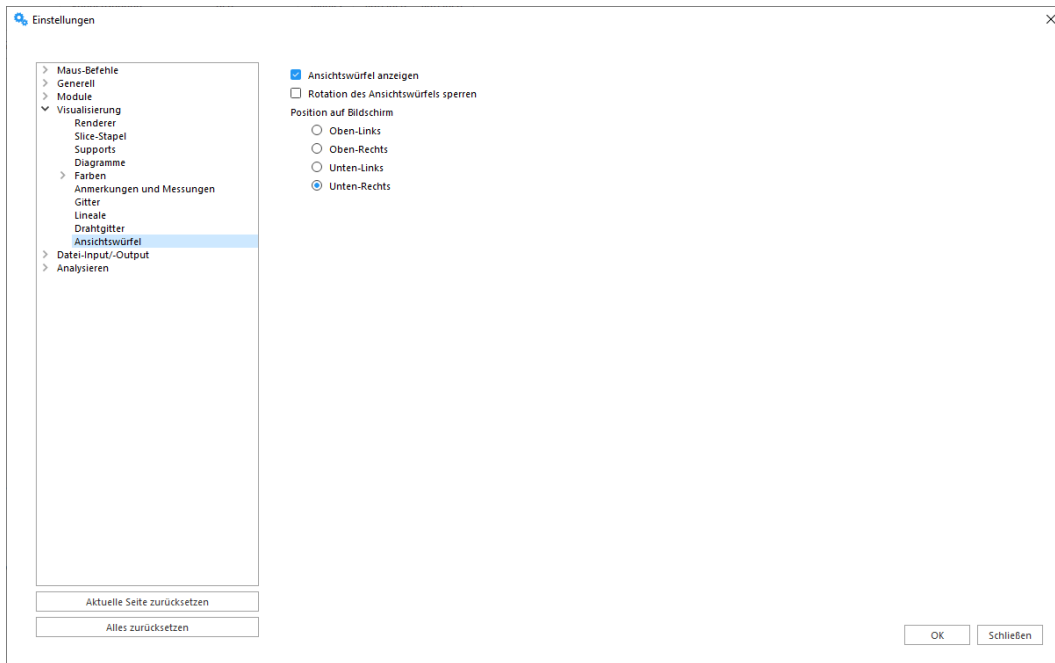 Einstellungen
Maus-Befehle
Generell
Module
Visualisierung
Renderer
Slice-Stapel
Supports
Diagramme
Farben
Anmerkungen und Messungen
Gitter
Lineale
Drahtgitter
Ansichtswürfel
Datei-Input/-Output
Analysieren
Aktuelle Seite zurücksetzen
Alles zurücksetzen
Ansichtswürfel anzeigen
Rotation des Ansichtswürfels sperren
Position auf Bildschirm
Oben-Links
Oben-Rechts
Unten-Links
Unten-Rechts
OK
Schließen